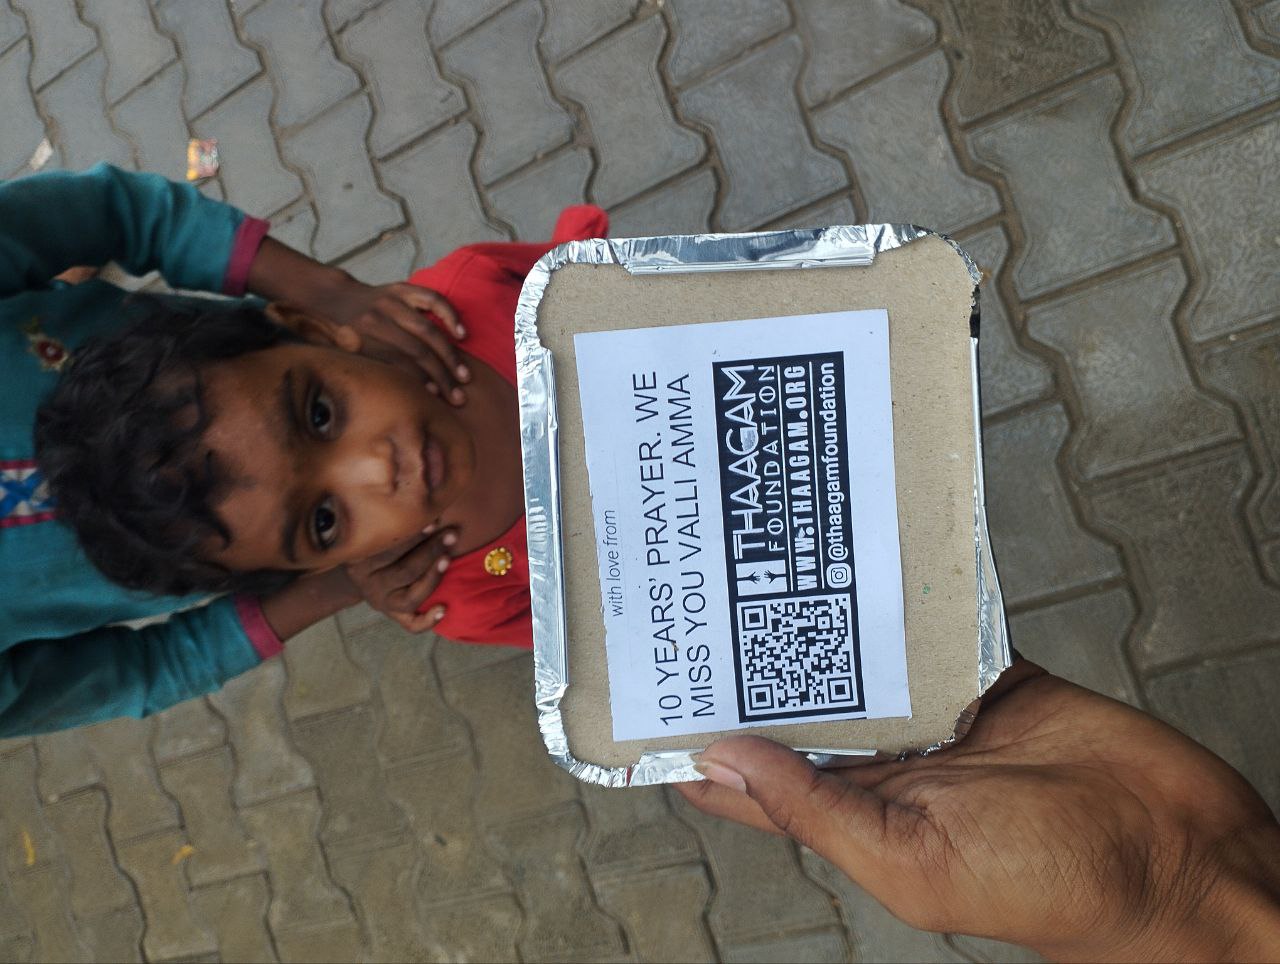 with love from
10 YEARS' PRAYER. WE
MISS YOU VALLI AMMA
THAAGAM
FOUNDATION
WWW.THAAGAM.ORG
@thaagamfoundation